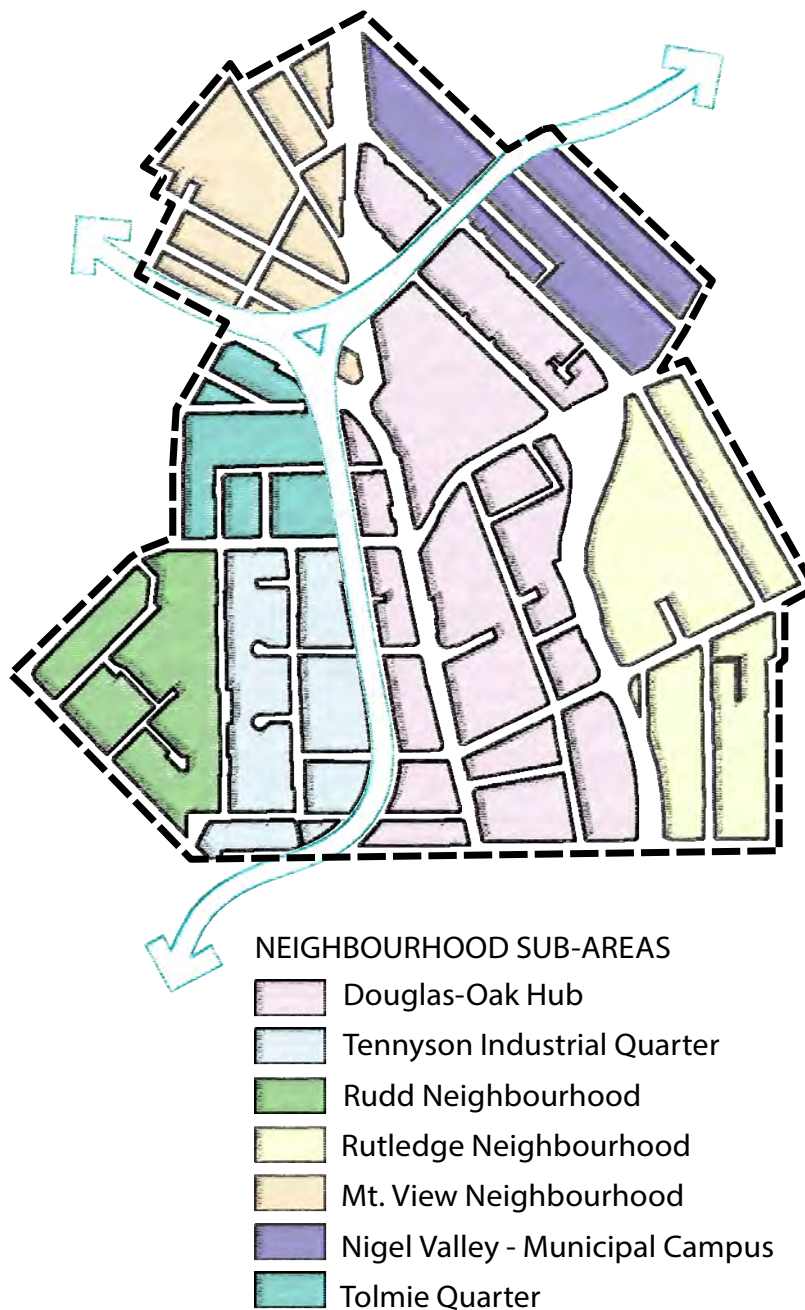 NEIGHBOURHOOD SUB-AREAS
Douglas-Oak Hub
Tennyson Industrial Quarter
Rudd Neighbourhood
Rutledge Neighbourhood
Mt. View Neighbourhood
Nigel Valley - Municipal Campus
Tolmie Quarter